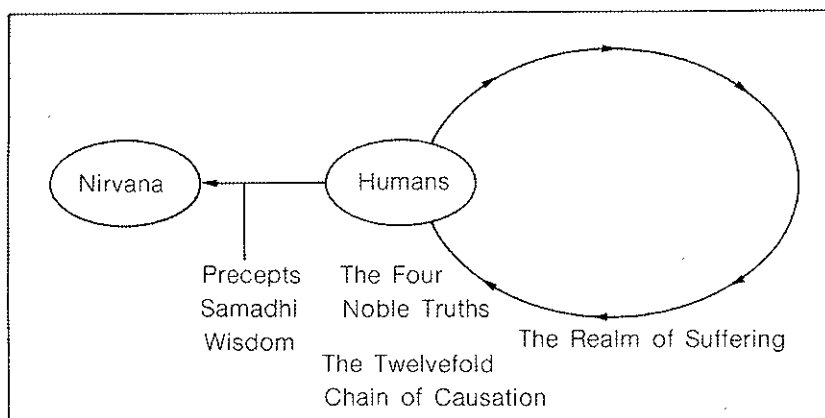 Nirvana
Humans
Precepts
Samadhi
Wisdom
The Four
Noble Truths
The Twelvefold
Chain of Causation
The Realm of Suffering